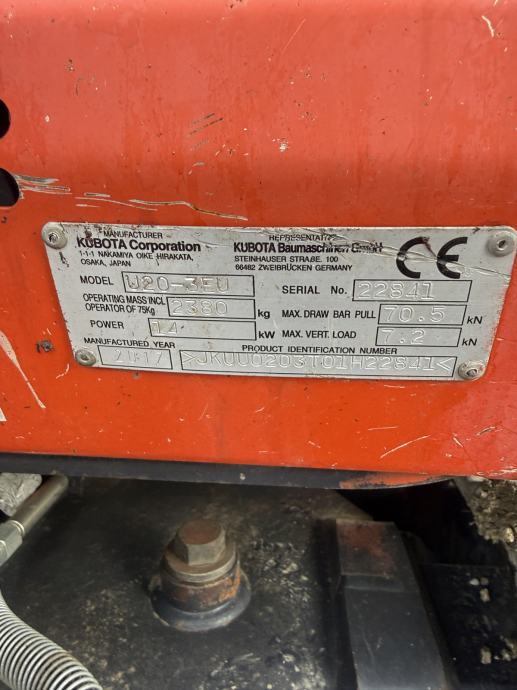 MANUFACTURER
KUBOTA Corporation
1-1-1 NAKAMIYA OIKE HIRAKATA,
OSAKA, JAPAN
REPRESENTATIVE
KUBOTA Baumaschinen GmbH
STEINHAUSER STRAßE. 100
66482 ZWEIBRÜCKEN GERMANY
CE
MODEL U20-3EU SERIAL No. 22841
OPERATING MASS INCL OPERATOR OF 75Kg 2380 kg MAX. DRAW BAR PULL 70.5 kN
POWER 14 kW MAX. VERT. LOAD 7.2 kN
MANUFACTURED YEAR PRODUCT IDENTIFICATION NUMBER
2017 >JKUU0203T01H22841<